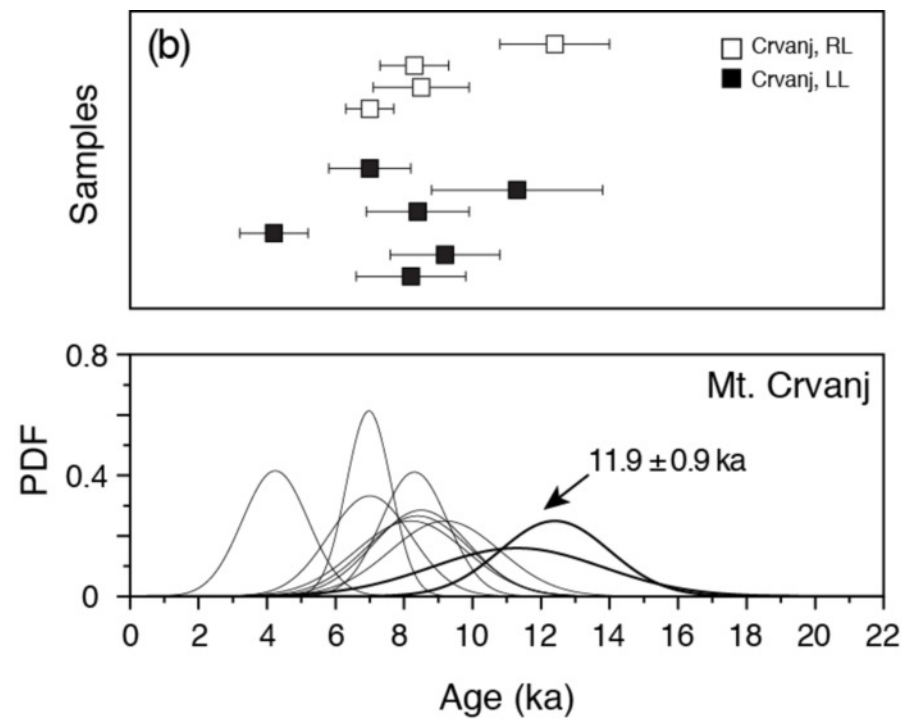 (b)
Crvanj, RL
Crvanj, LL
Samples
0.8
Mt. Crvanj
PDF
11.9 ± 0.9 ka
0.4
0
0 2 4 6 8 10 12 14 16 18 20 22
Age (ka)